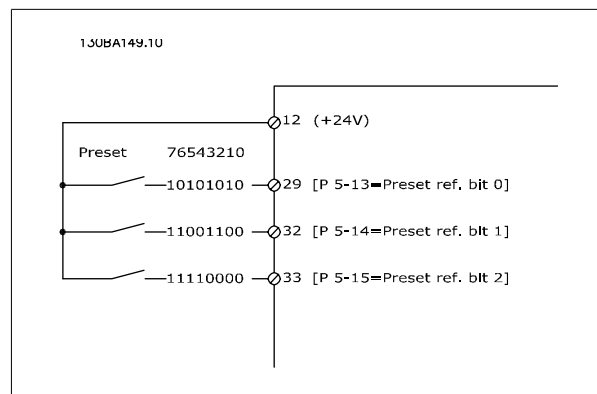 130BA149.10
12 (+24V)
Preset 76543210
10101010 29 [P 5-13=Preset ref. bit 0]
11001100 32 [P 5-14=Preset ref. bit 1]
11110000 33 [P 5-15=Preset ref. bit 2]